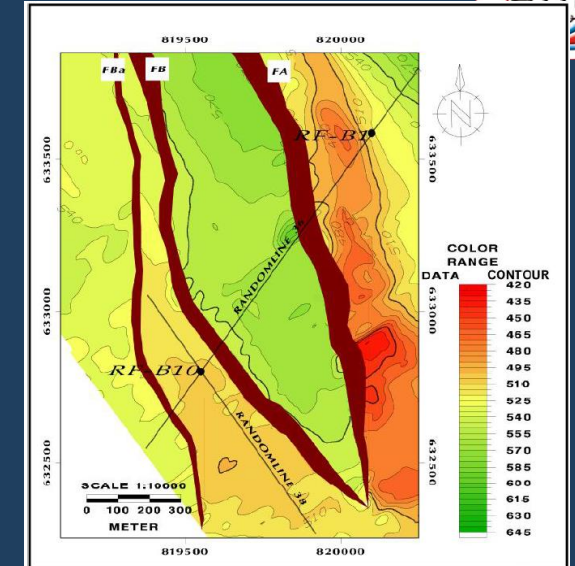 819500 820000
FBa FB FA
N
RF-B1
633500 633500
RANDOMLINE 3A
COLOR
RANGE
DATA CONTOUR
420
435
450
465
480
495
510
525
540
555
570
585
600
615
630
645
633000 633000
RF-B10
RANDOMLINE 3B
632500 632500
SCALE 1:10000
0 100 200 300
METER
819500 820000